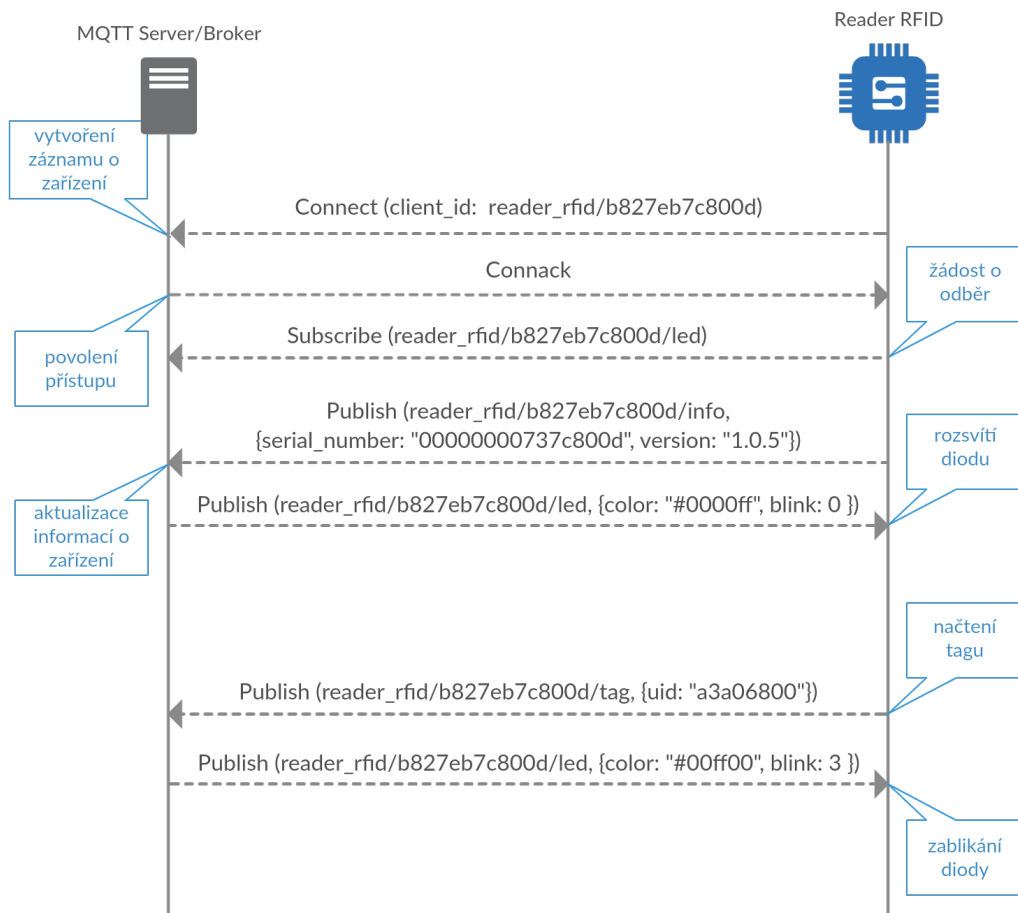 MQTT Server/Broker
Reader RFID
vytvoření
záznamu o
zařízení
Connect (client_id: reader_rfid/b827eb7c800d)
Connack
žádost o
odběr
povolení
přístupu
Subscribe (reader_rfid/b827eb7c800d/led)
Publish (reader_rfid/b827eb7c800d/info,
{serial_number: "00000000737c800d", version: "1.0.5"})
rozsvítí
diodu
aktualizace
informací o
zařízení
Publish (reader_rfid/b827eb7c800d/led, {color: "#0000ff", blink: 0 })
načtení
tagu
Publish (reader_rfid/b827eb7c800d/tag, {uid: "a3a06800"})
Publish (reader_rfid/b827eb7c800d/led, {color: "#00ff00", blink: 3 })
zablikání
diody